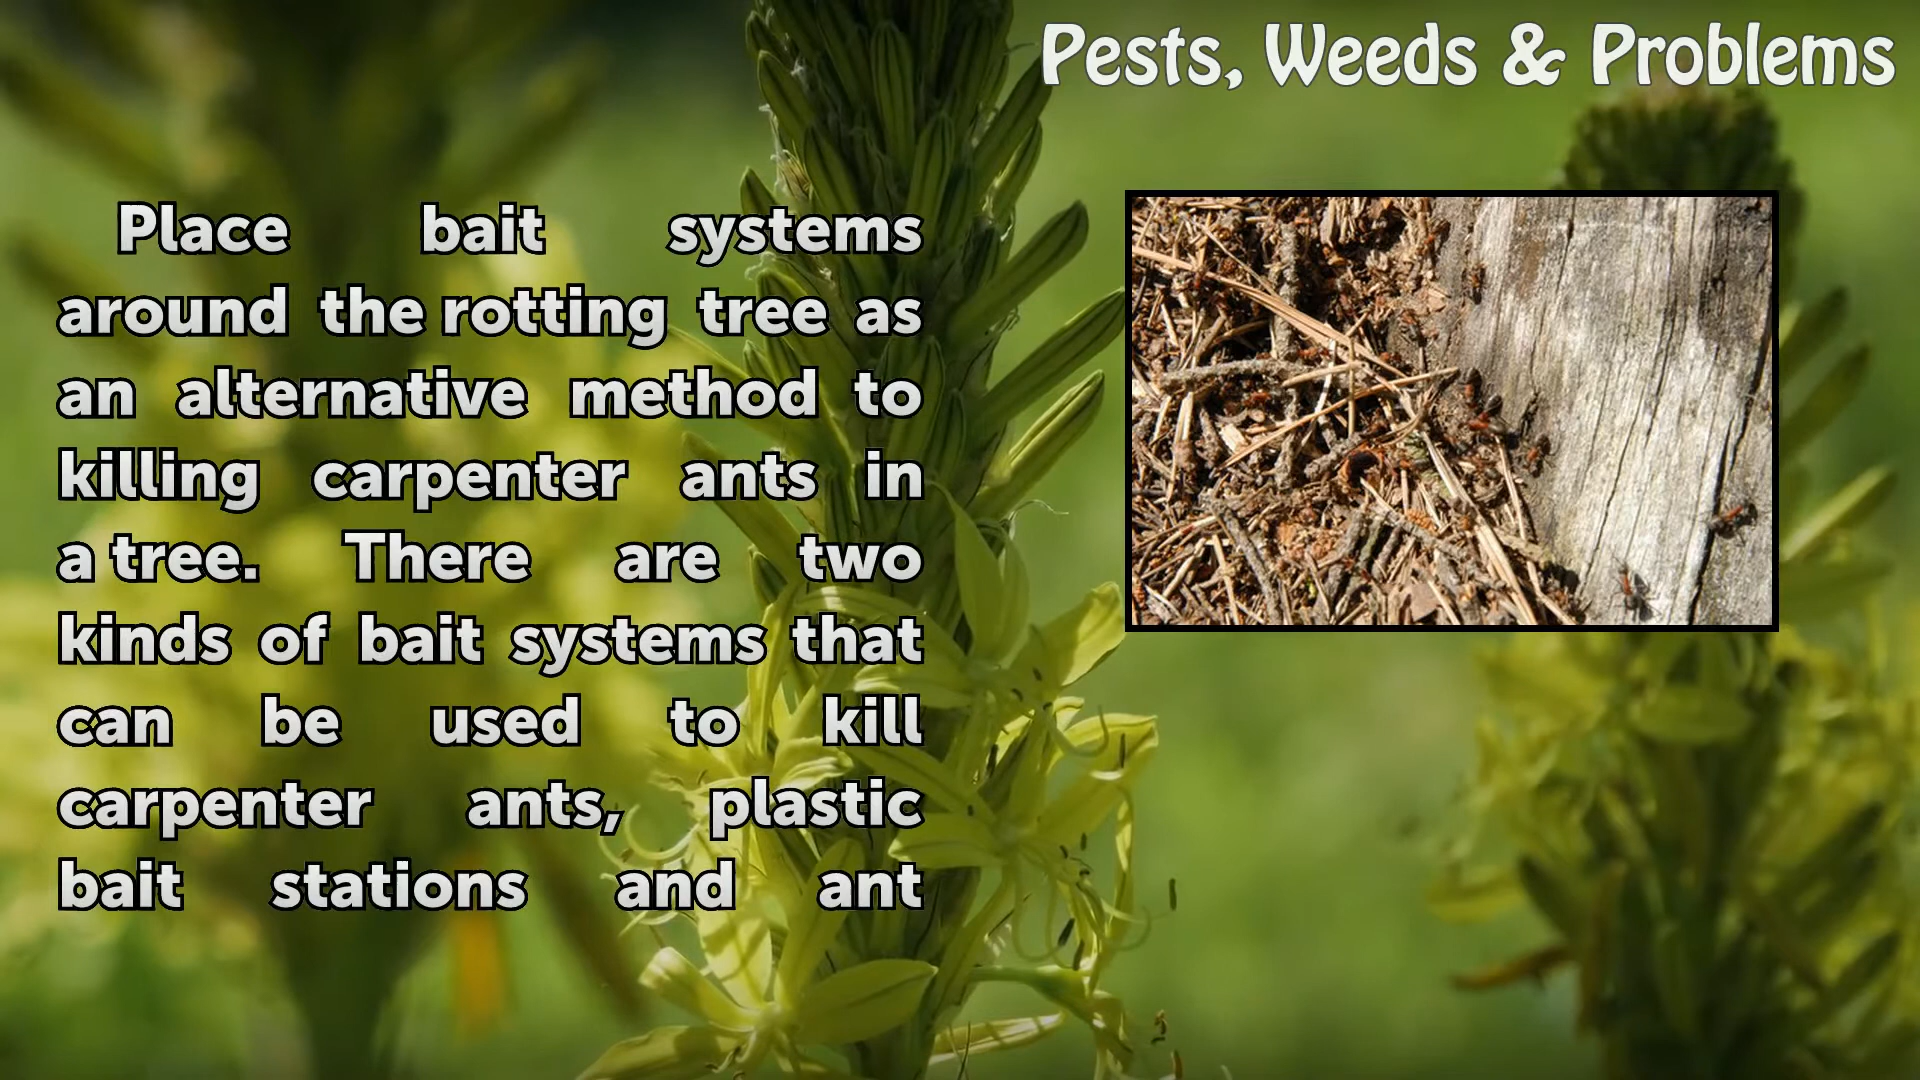 Pests, Weeds & Problems
Place bait systems
around the rotting tree as
an alternative method to
killing carpenter ants in
a tree. There are two
kinds of bait systems that
can be used to kill
carpenter ants, plastic
bait stations and ant